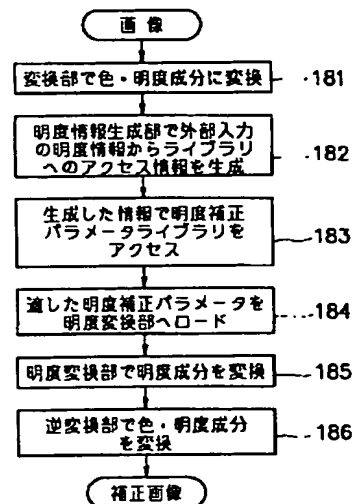 画像
変換部で色・明度成分に変換
181
明度情報生成部で外部入力
の明度情報からライブラリ
へのアクセス情報を生成
182
生成した情報で明度補正
パラメータライブラリを
アクセス
183
適した明度補正パラメータを
明度変換部へロード
184
明度変換部で明度成分を変換
185
逆変換部で色・明度成分
を変換
186
補正画像